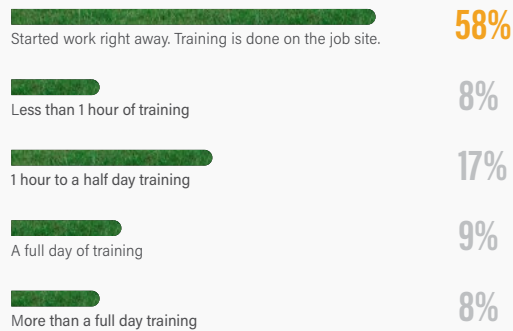 58%
Started work right away. Training is done on the job site.
8%
Less than 1 hour of training
17%
1 hour to a half day training
9%
A full day of training
8%
More than a full day training